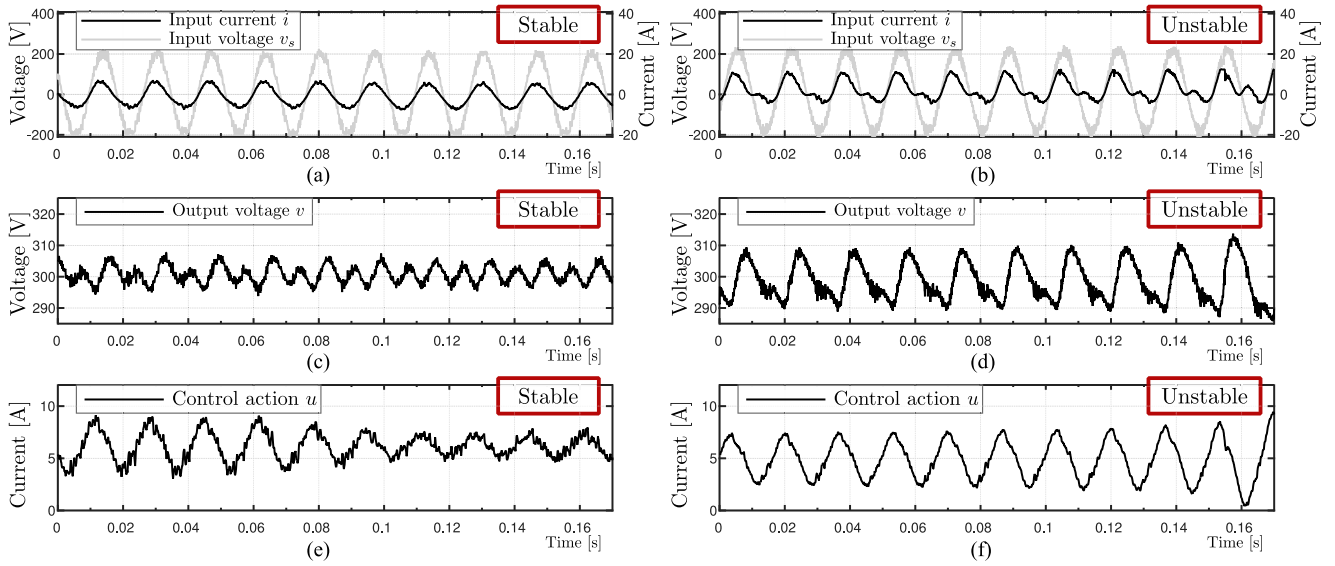 Input current i
Input voltage vs
Stable
Voltage [V]
400
200
0
-200
40
20
0
-20
Current [A]
0 0.02 0.04 0.06 0.08 0.1 0.12 0.14 0.16
Time [s]
(a)
Input current i
Input voltage vs
Unstable
Voltage [V]
400
200
0
-200
40
20
0
-20
Current [A]
0 0.02 0.04 0.06 0.08 0.1 0.12 0.14 0.16
Time [s]
(b)
Output voltage v
Stable
Voltage [V]
320
310
300
290
0 0.02 0.04 0.06 0.08 0.1 0.12 0.14 0.16
Time [s]
(c)
Output voltage v
Unstable
Voltage [V]
320
310
300
290
0 0.02 0.04 0.06 0.08 0.1 0.12 0.14 0.16
Time [s]
(d)
Control action u
Stable
Current [A]
10
5
0
0 0.02 0.04 0.06 0.08 0.1 0.12 0.14 0.16
Time [s]
(e)
Control action u
Unstable
Current [A]
10
5
0
0 0.02 0.04 0.06 0.08 0.1 0.12 0.14 0.16
Time [s]
(f)